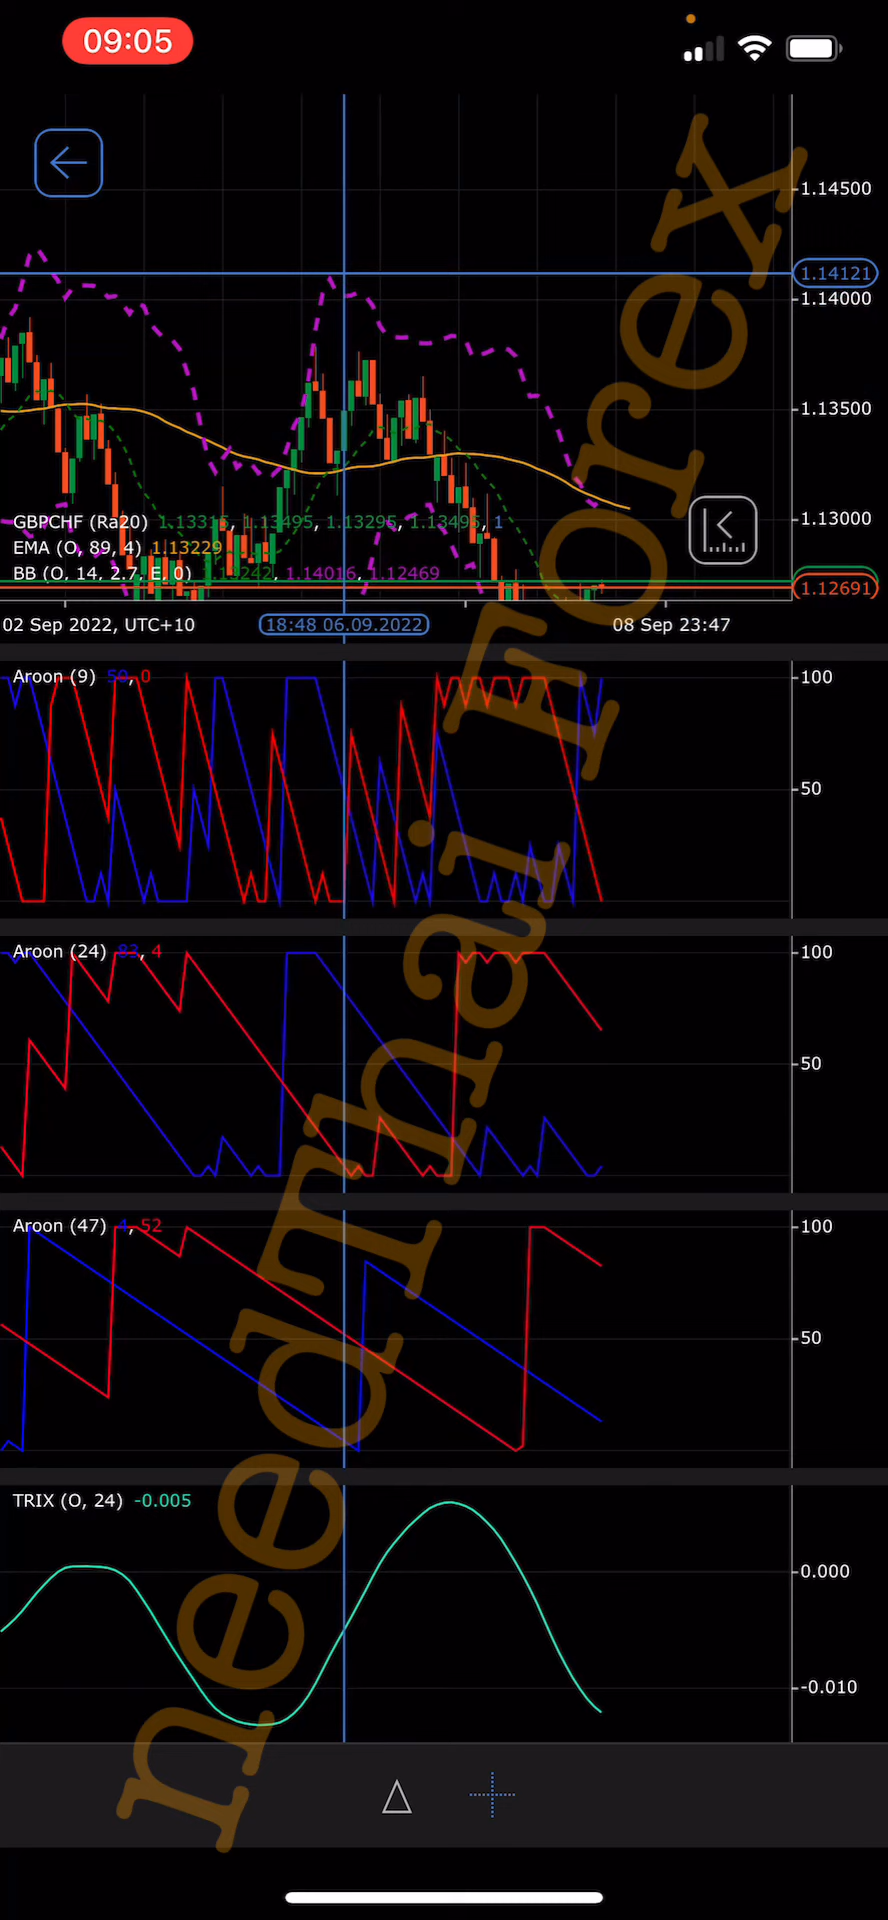 09:05
1.14500
1.14121
1.14000
1.13500
1.13000
GBPCHF (Ra20) 1.13315, 1.13495, 1.13295, 1.13495, 1
EMA (O, 89, 4) 1.13229
BB (O, 14, 2.7, E, 0) 1.13242, 1.14016, 1.12469
1.12691
02 Sep 2022, UTC+10
18:48 06.09.2022
08 Sep 23:47
Aroon (9) 50, 0
100
50
Aroon (24) 83, 4
100
50
Aroon (47) 4, 52
100
50
TRIX (O, 24) -0.005
0.000
-0.010
needThai Forex